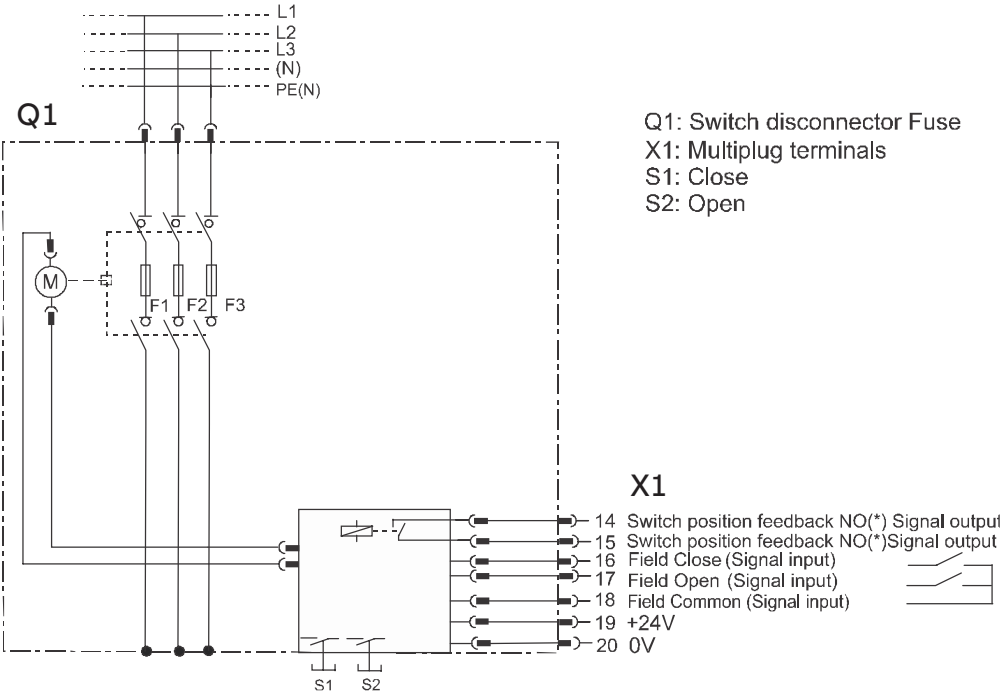 L1
L2
L3
(N)
PE(N)
Q1
Q1: Switch disconnector Fuse
X1: Multiplug terminals
S1: Close
S2: Open
M
F1 F2 F3
X1
14 Switch position feedback NO(*) Signal output
15 Switch position feedback NO(*)Signal output
16 Field Close (Signal input)
17 Field Open (Signal input)
18 Field Common (Signal input)
19 +24V
20 0V
S1 S2